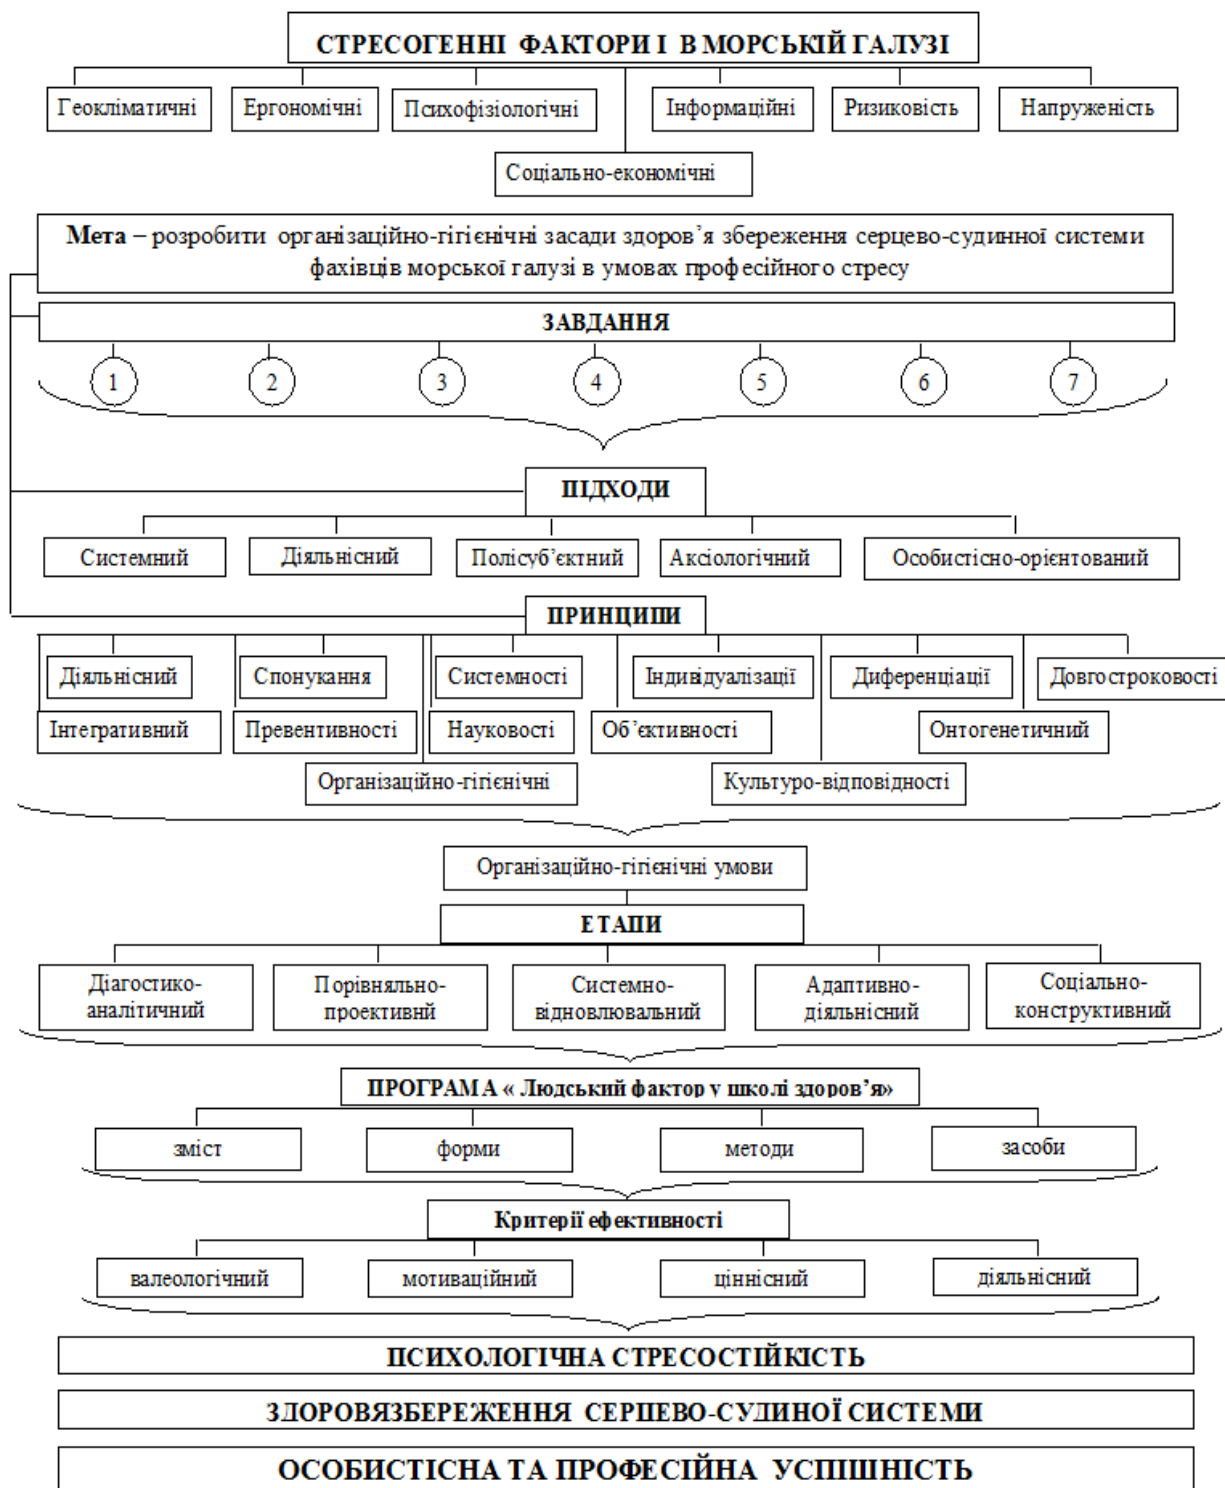 СТРЕСОГЕННІ ФАКТОРИ І В МОРСЬКІЙ ГАЛУЗІ
Геокліматичні
Ергономічні
Психофізіологічні
Інформаційні
Ризиковість
Напруженість
Соціально-економічні
Мета – розробити організаційно-гігієнічні засади здоров’я збереження серцево-судинної системи
фахівців морської галузі в умовах професійного стресу
ЗАВДАННЯ
1
2
3
4
5
6
7
ПІДХОДИ
Системний
Діяльнісний
Полісуб’єктний
Аксіологічний
Особистісно-орієнтований
ПРИНЦИПИ
Діяльнісний
Спонукання
Системності
Індивідуалізації
Диференціації
Довгостроковості
Інтегративний
Превентивності
Науковості
Об’єктивності
Онтогенетичний
Організаційно-гігієнічні
Культуро-відповідності
Організаційно-гігієнічні умови
ЕТАПИ
Діагостико-
аналітичний
Порівняльно-
проективнй
Системно-
відновлювальний
Адаптивно-
діяльнісний
Соціально-
конструктивний
ПРОГРАМА « Людський фактор у школі здоров’я»
зміст
форми
методи
засоби
Критерії ефективності
валеологічний
мотиваційний
ціннісний
діяльнісний
ПСИХОЛОГІЧНА СТРЕСОСТІЙКІСТЬ
ЗДОРОВЯЗБЕРЕЖЕННЯ СЕРЦЕВО-СУДИНОЇ СИСТЕМИ
ОСОБИСТІСНА ТА ПРОФЕСІЙНА УСПІШНІСТЬ